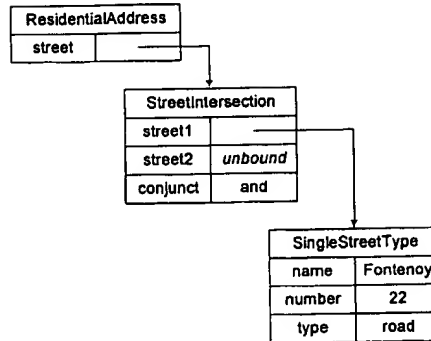 ResidentialAddress
street
StreetIntersection
street1
street2 unbound
conjunct and
SingleStreetType
name Fontenoy
number 22
type road